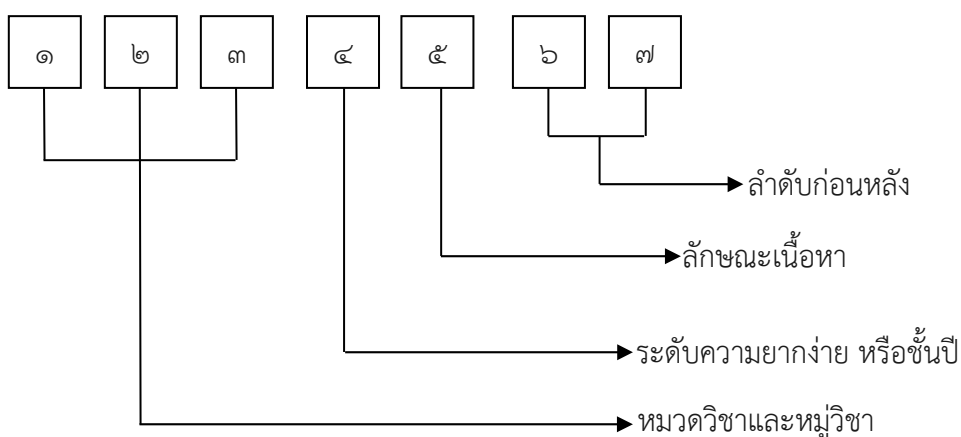 ๑ ๒ ๓ ๔ ๕ ๖ ๗
ลำดับก่อนหลัง
ลักษณะเนื้อหา
ระดับความยากง่าย หรือชั้นปี
หมวดวิชาและหมู่วิชา